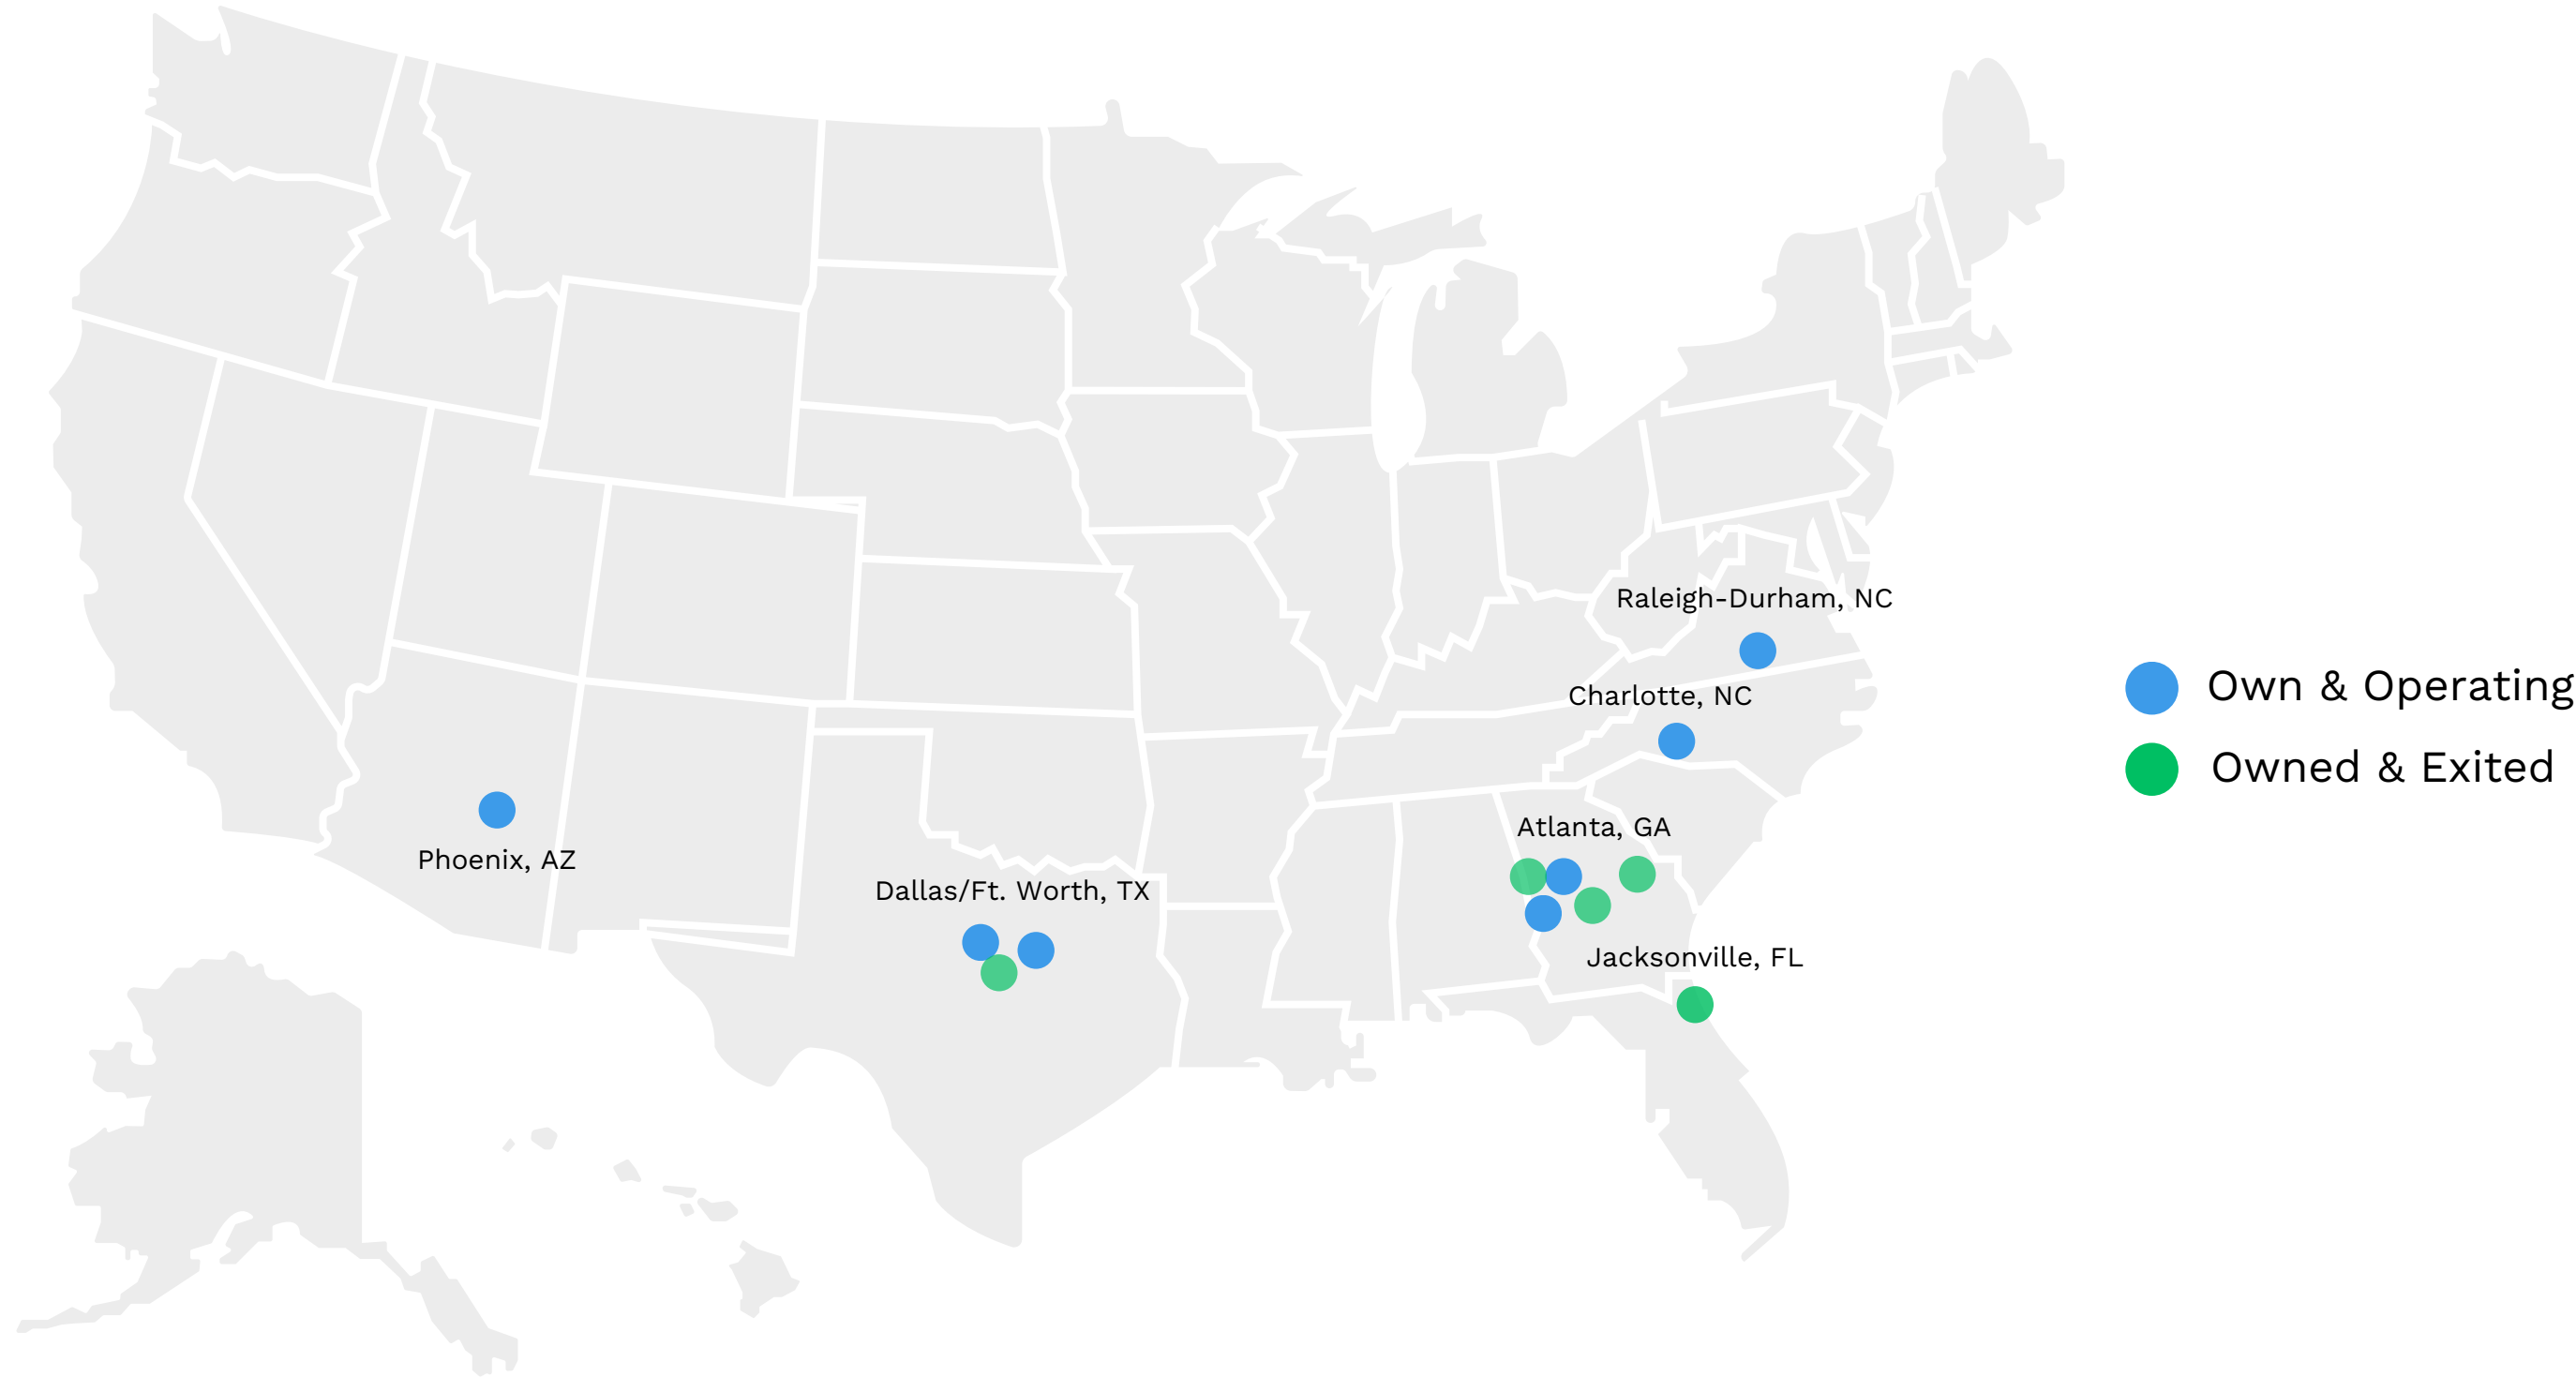 Raleigh-Durham, NC
Charlotte, NC
Own & Operating
Owned & Exited
Atlanta, GA
Phoenix, AZ
Dallas/Ft. Worth, TX
Jacksonville, FL